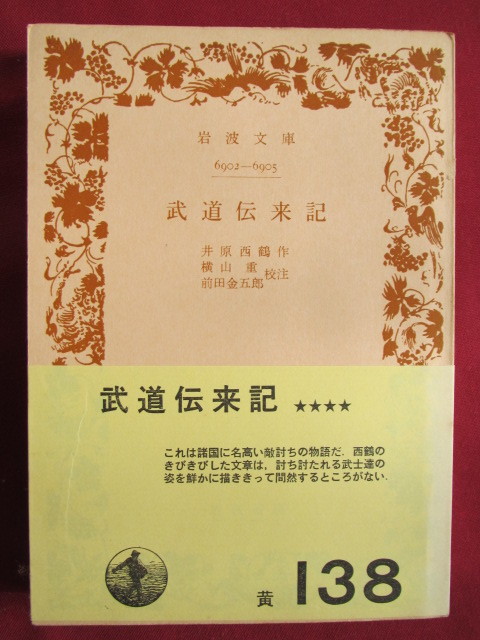 岩波文庫
6902—6905
武道伝来記
井原西鶴作
横山重
前田金五郎
校注
武道伝来記 ★★★★
これは諸国に名高い敵討ちの物語だ．西鶴の
きびきびした文章は，討ち討たれる武士達の
姿を鮮かに描ききって間然するところがない．
黄 138